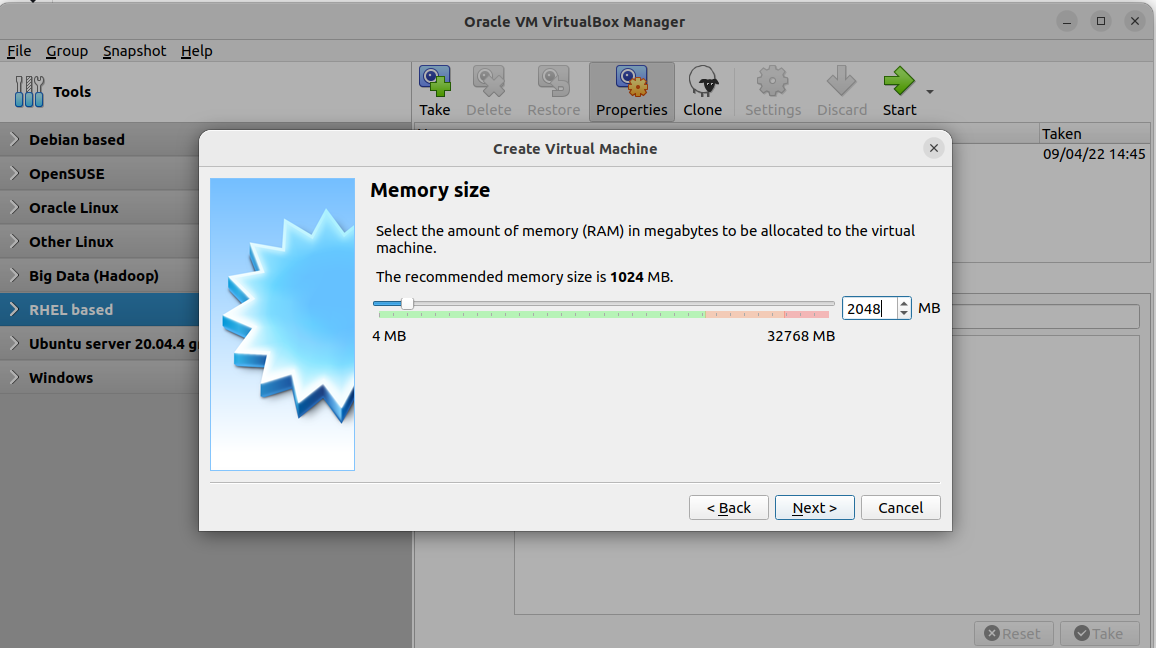 Oracle VM VirtualBox Manager
File Group Snapshot Help
Tools
Take Delete Restore Properties Clone Settings Discard Start
Taken
09/04/22 14:45
Debian based
OpenSUSE
Oracle Linux
Other Linux
Big Data (Hadoop)
RHEL based
Ubuntu server 20.04.4
Windows
Create Virtual Machine
Memory size
Select the amount of memory (RAM) in megabytes to be allocated to the virtual
machine.
The recommended memory size is 1024 MB.
2048 MB
4 MB 32768 MB
< Back Next > Cancel
Reset Take